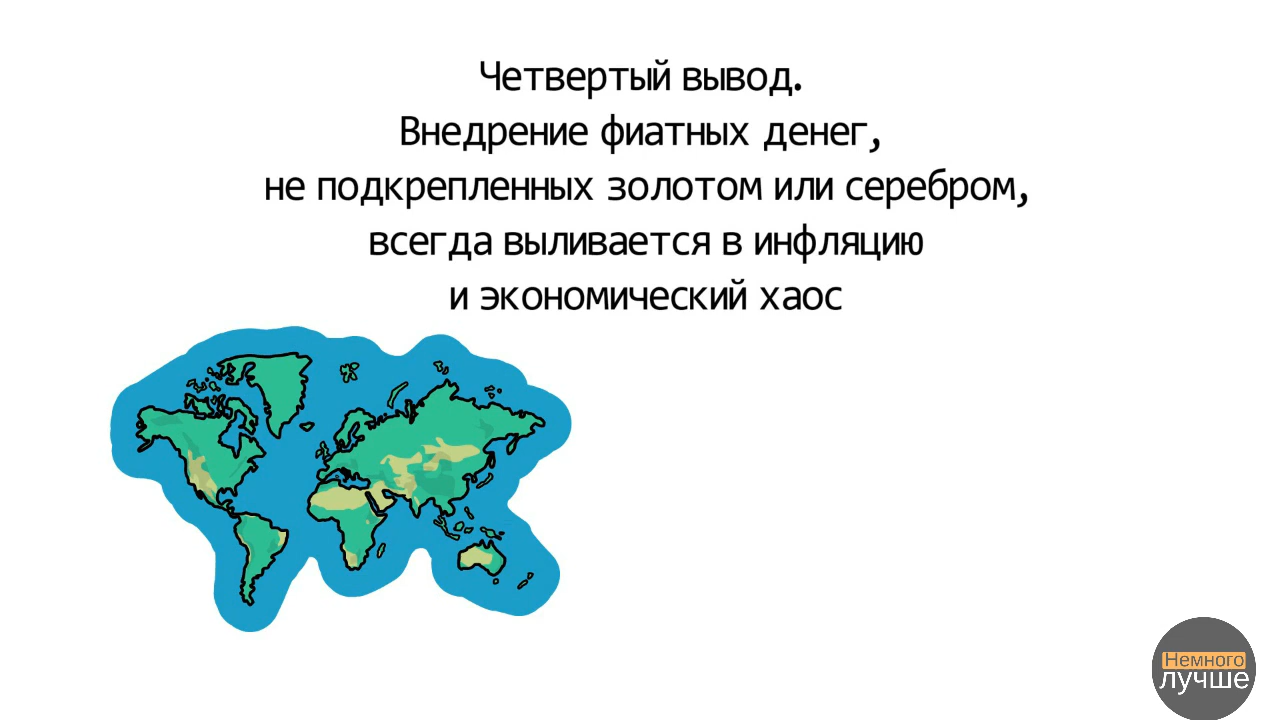 Четвертый вывод.
Внедрение фиатных денег,
не подкрепленных золотом или серебром,
всегда выливается в инфляцию
и экономический хаос
Немного
лучше